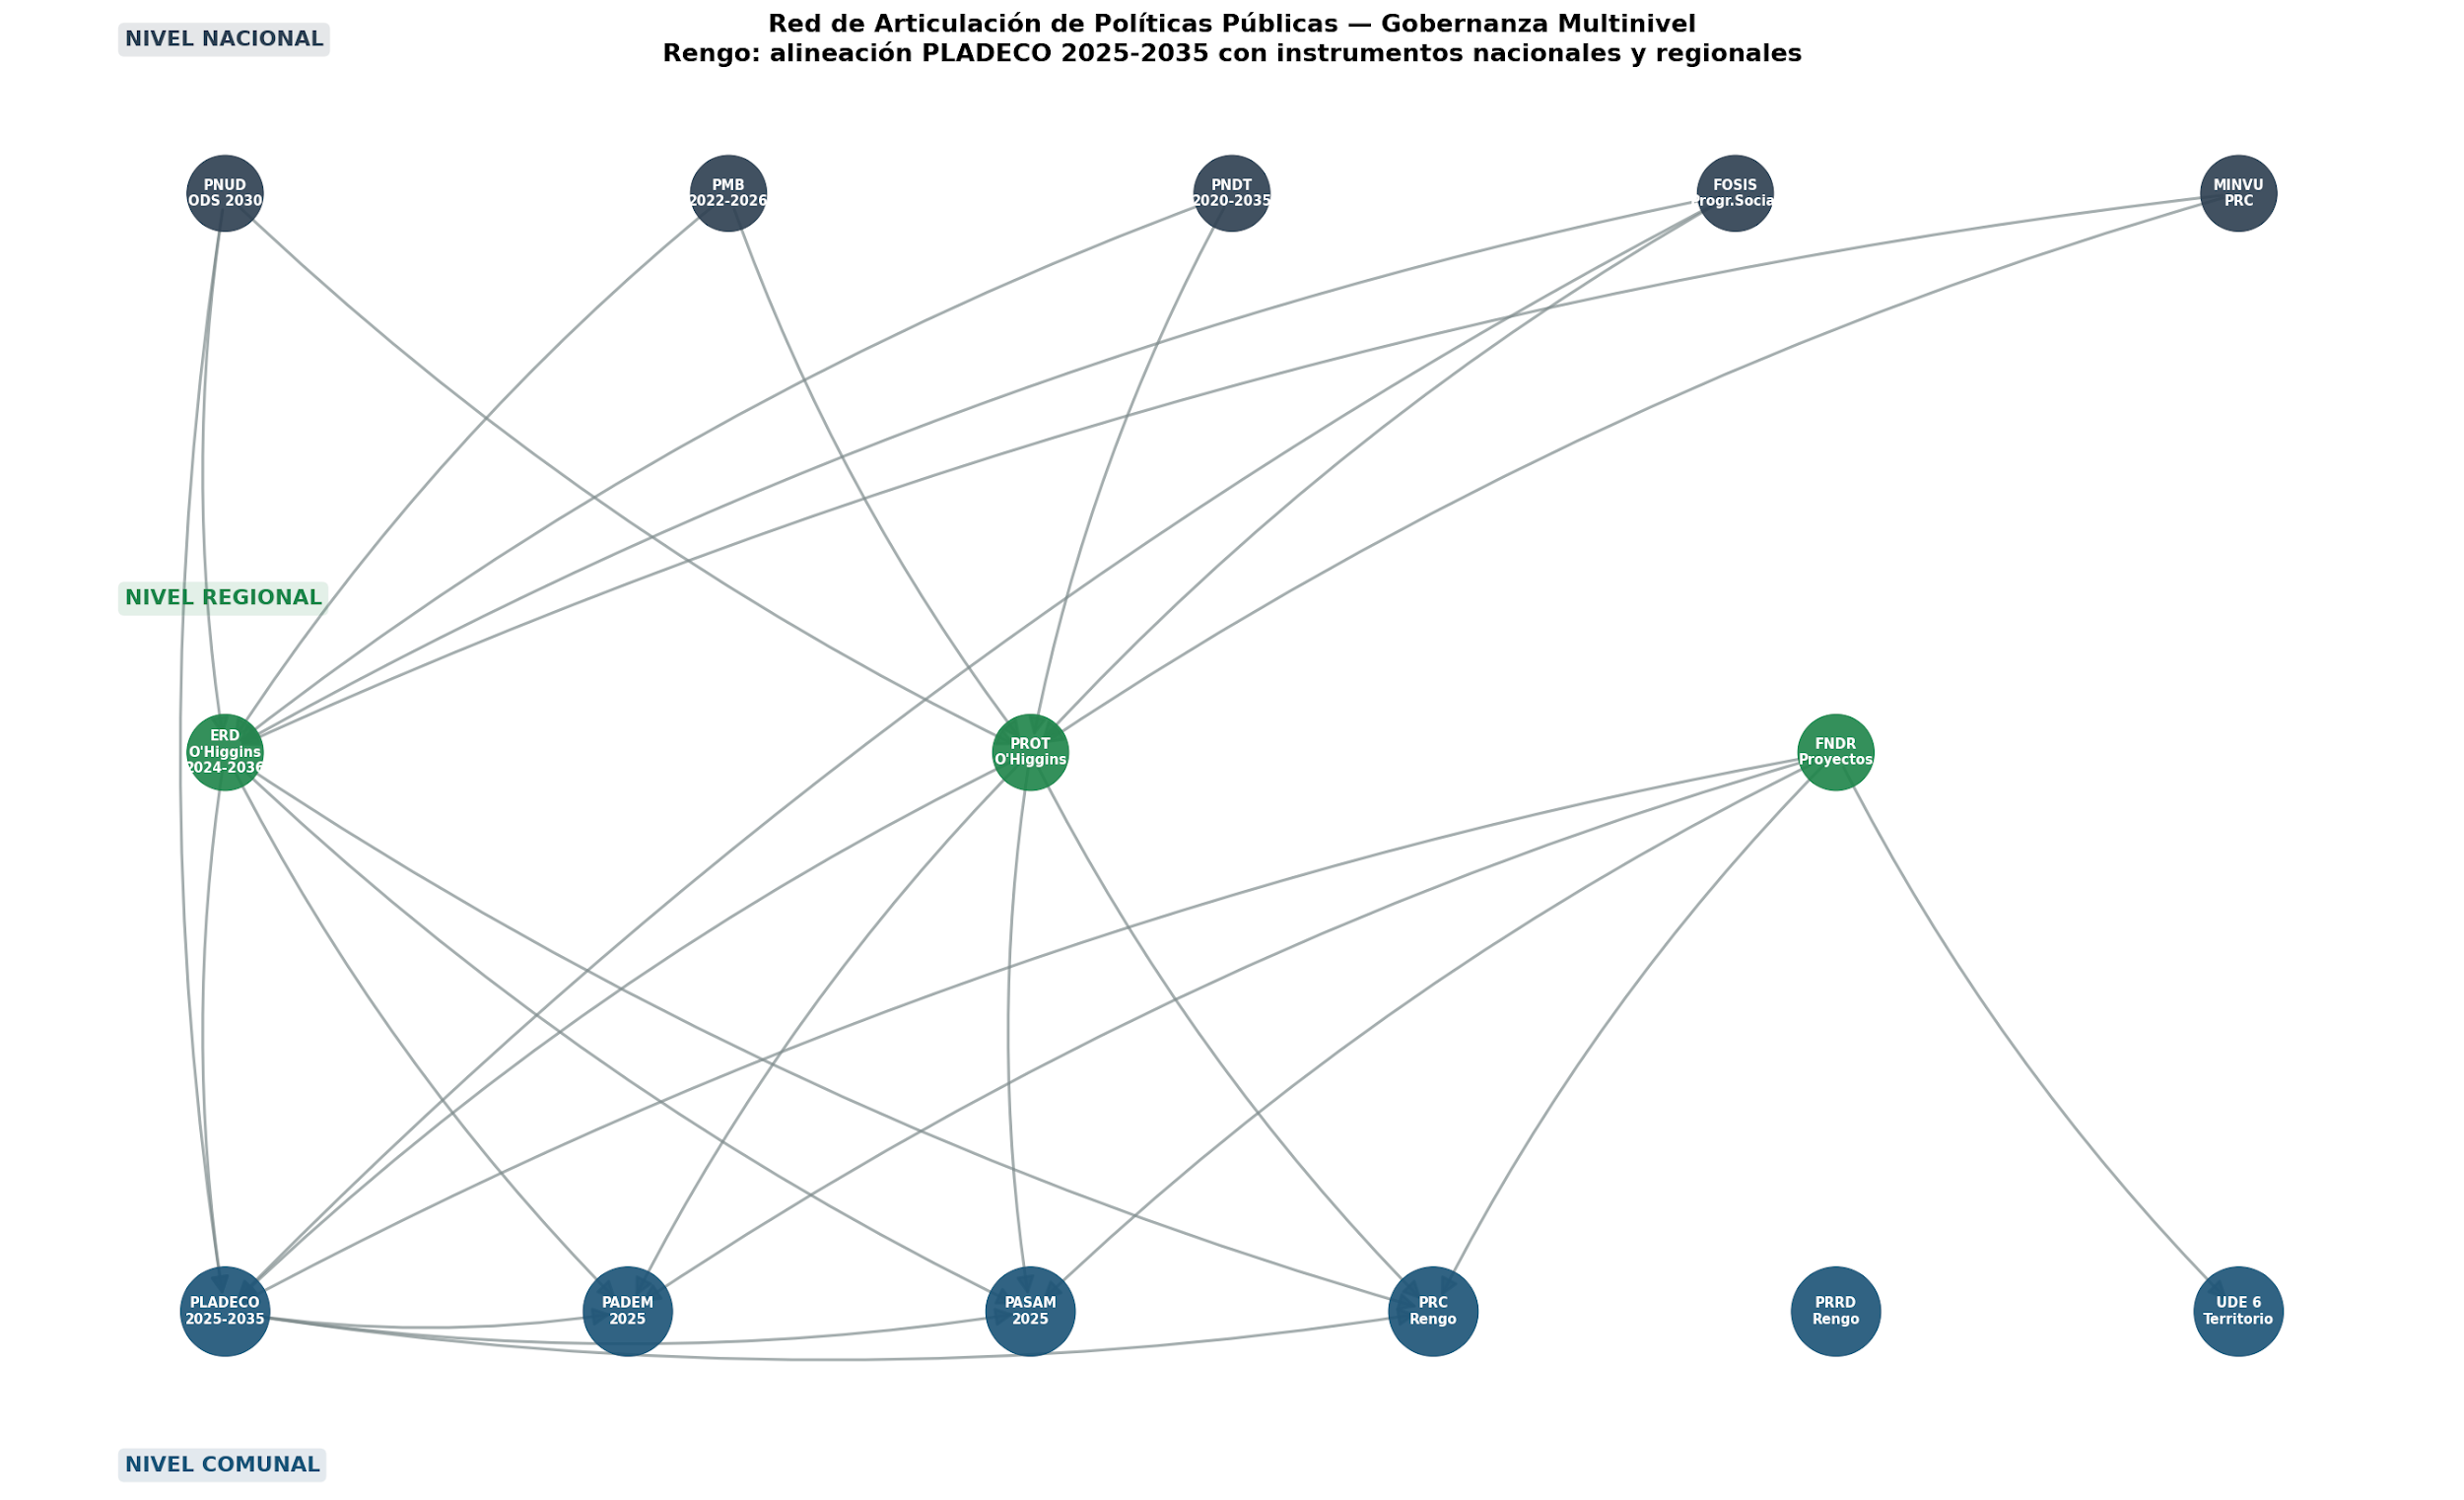 NIVEL NACIONAL
Red de Articulación de Políticas Públicas — Gobernanza Multinivel
Rengo: alineación PLADECO 2025-2035 con instrumentos nacionales y regionales
PNUD
ODS 2030
PMB
2022-2026
PNDT
2020-2035
FOSIS
Progr.Social
MINVU
PRC
NIVEL REGIONAL
ERD
O'Higgins
2024-2036
PROT
O'Higgins
FNDR
Proyectos
PLADECO
2025-2035
PADEM
2025
PASAM
2025
PRC
Rengo
PRRD
Rengo
UDE 6
Territorio
NIVEL COMUNAL